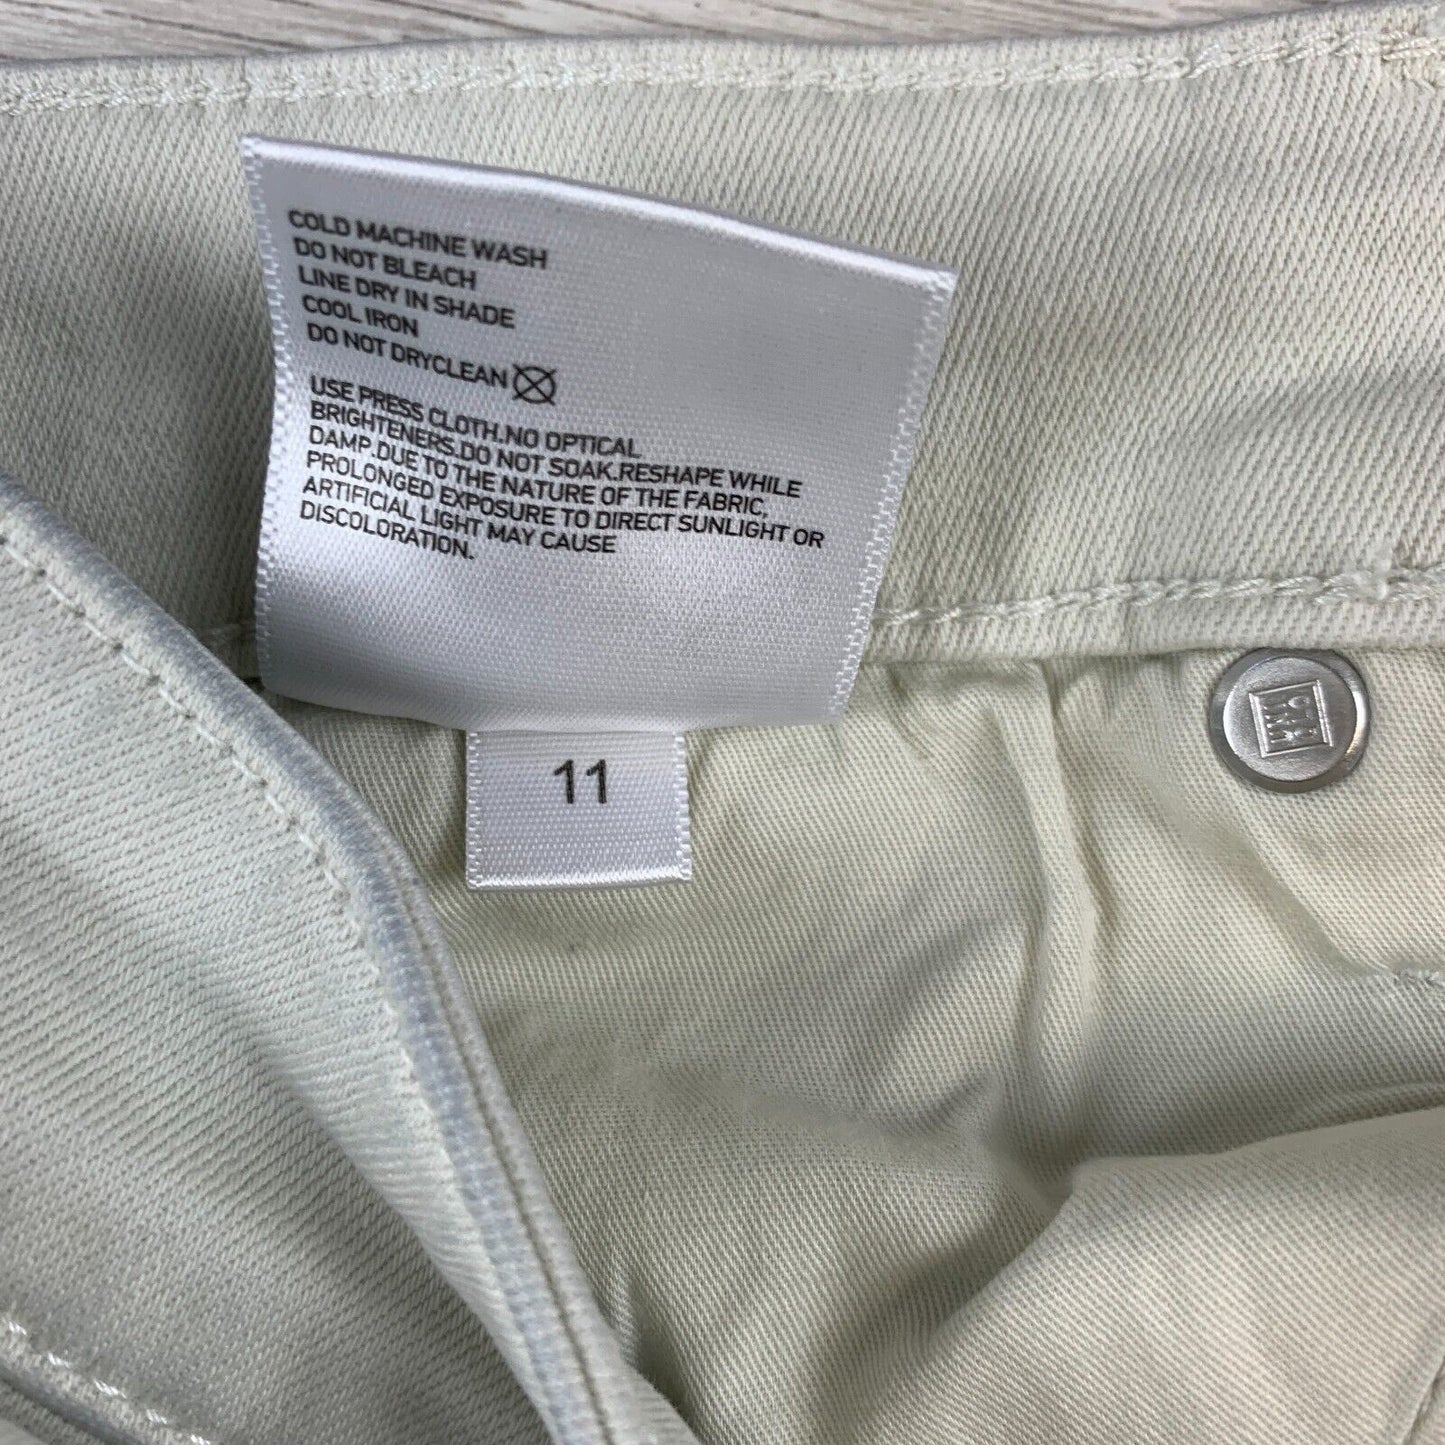 COLD MACHINE WASH
DO NOT BLEACH
LINE DRY IN SHADE
COOL IRON
DO NOT DRYCLEAN
USE PRESS CLOTH.NO OPTICAL
BRIGHTENERS.DO NOT SOAK.RESHAPE WHILE
DAMP.DUE TO THE NATURE OF THE FABRIC,
PROLONGED EXPOSURE TO DIRECT SUNLIGHT OR
ARTIFICIAL LIGHT MAY CAUSE
DISCOLORATION.
11